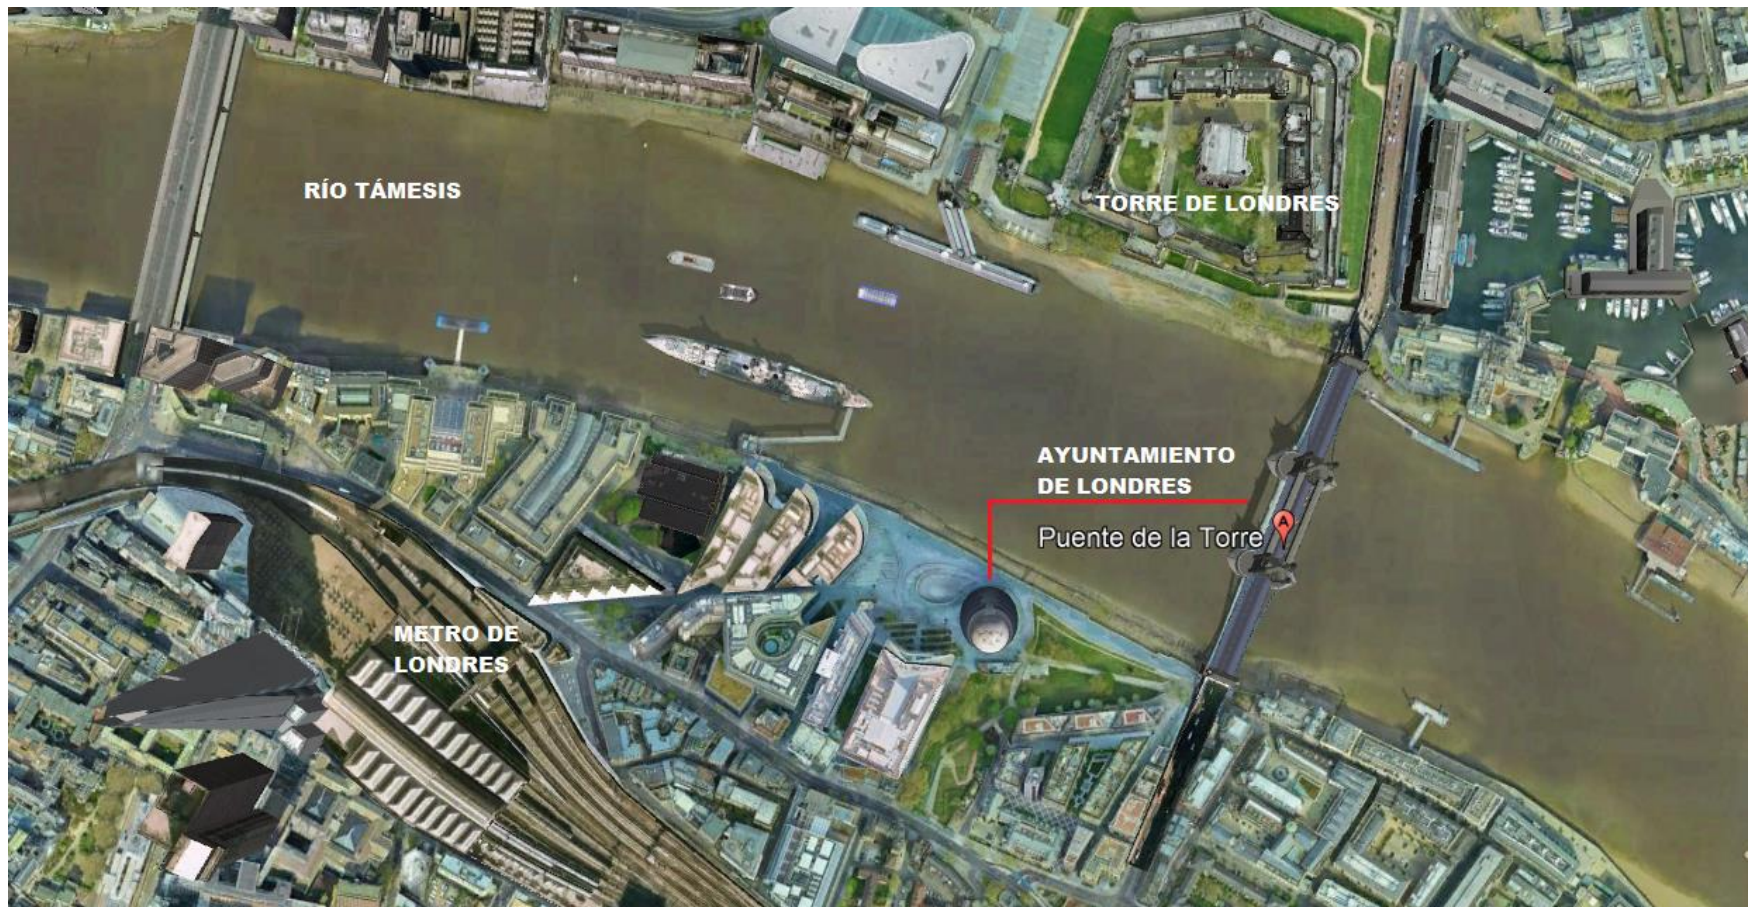 RÍO TÁMESIS
TORRE DE LONDRES
AYUNTAMIENTO
DE LONDRES
Puente de la Torre
A
METRO DE
LONDRES